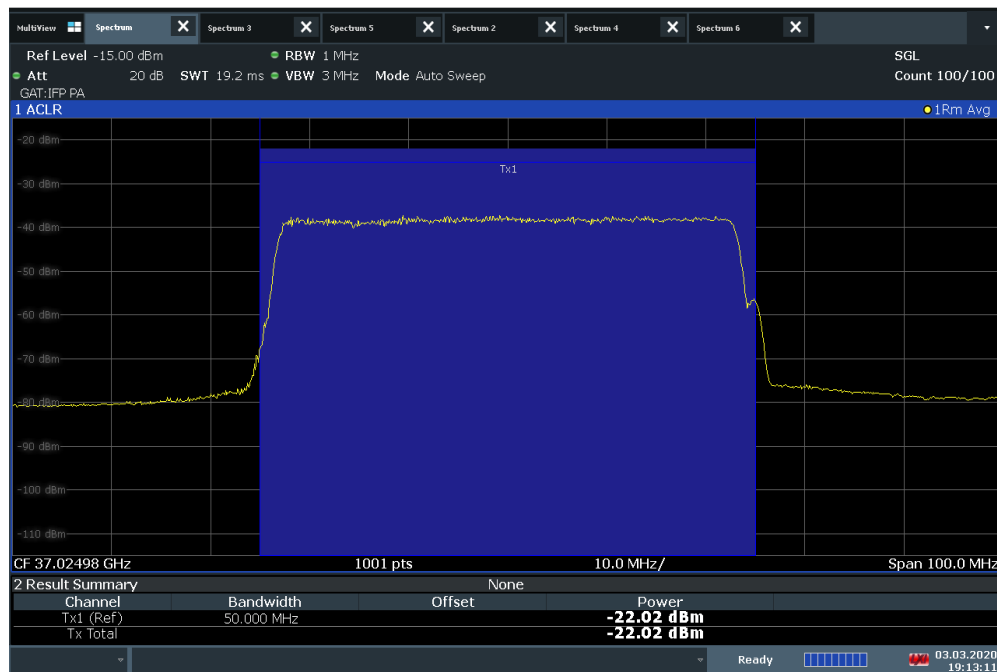 MultiView Spectrum Spectrum 3 Spectrum 5 Spectrum 2 Spectrum 4 Spectrum 6
Ref Level -15.00 dBm RBW 1 MHz SGL
Att 20 dB SWT 19.2 ms VBW 3 MHz Mode Auto Sweep Count 100/100
GAT:IFP PA
1 ACLR 1Rm Avg
-20 dBm
Tx1
-30 dBm
-40 dBm
-50 dBm
-60 dBm
-70 dBm
-80 dBm
-90 dBm
-100 dBm
-110 dBm
CF 37.02498 GHz 1001 pts 10.0 MHz/ Span 100.0 MHz
2 Result Summary None
Channel Bandwidth Offset Power
Tx1 (Ref) 50.000 MHz -22.02 dBm
Tx Total -22.02 dBm
Ready 03.03.2020
19:13:11